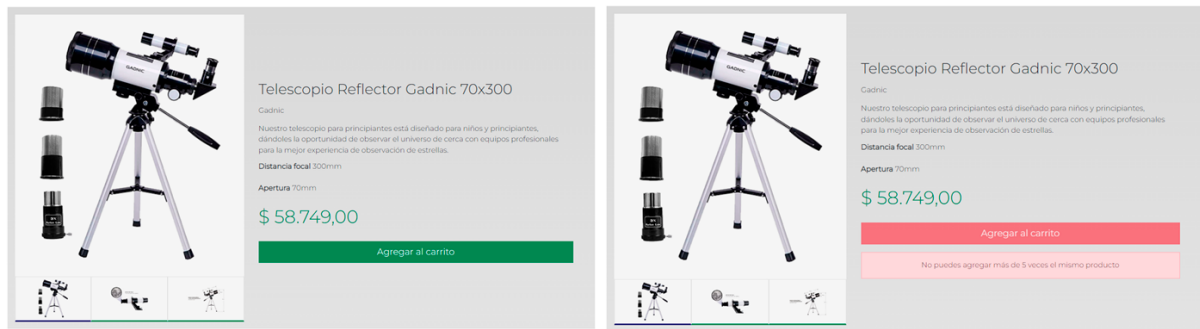 GADNIC
Telescopio Reflector Gadnic 70x300
Gadnic
Nuestro telescopio para principiantes está diseñado para niños y principiantes,
dándoles la oportunidad de observar el universo de cerca con equipos profesionales
para la mejor experiencia de observación de estrellas.
Distancia focal 300mm
Apertura 70mm
$ 58.749,00
Agregar al carrito
GADNIC
Telescopio Reflector Gadnic 70x300
Gadnic
Nuestro telescopio para principiantes está diseñado para niños y principiantes,
dándoles la oportunidad de observar el universo de cerca con equipos profesionales
para la mejor experiencia de observación de estrellas.
Distancia focal 300mm
Apertura 70mm
$ 58.749,00
Agregar al carrito
No puedes agregar más de 5 veces el mismo producto